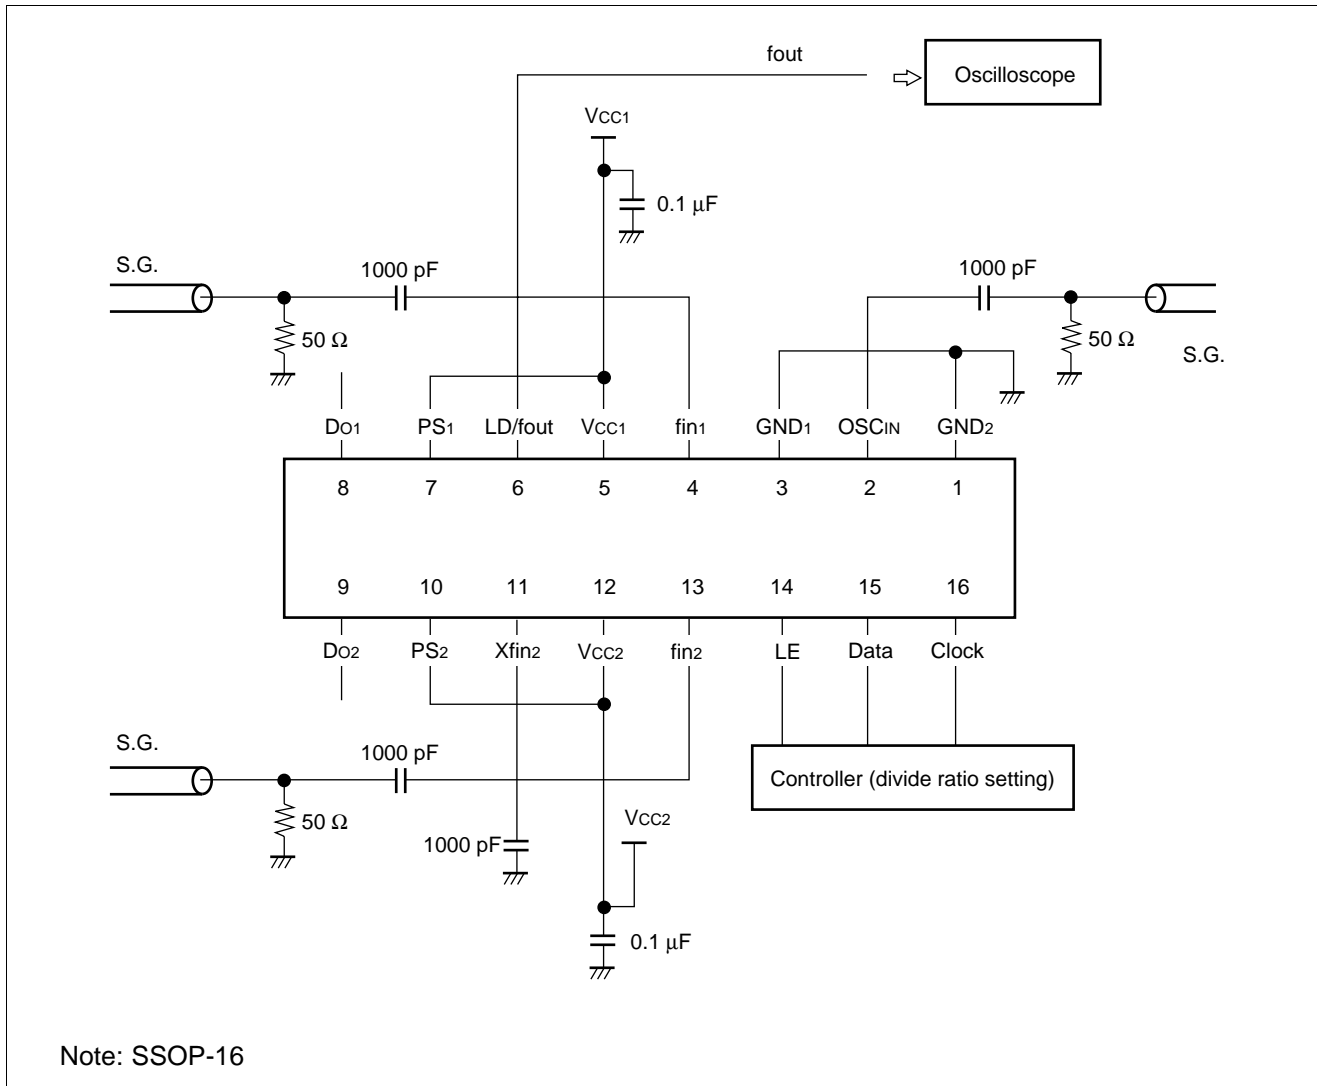 fout
Oscilloscope
VCC1
0.1 μF
S.G.
1000 pF
1000 pF
50 Ω
50 Ω
S.G.
DO1 PS1 LD/fout VCC1 fin1 GND1 OSCIN GND2
8 7 6 5 4 3 2 1
9 10 11 12 13 14 15 16
DO2 PS2 Xfin2 VCC2 fin2 LE Data Clock
S.G.
1000 pF
Controller (divide ratio setting)
50 Ω
VCC2
1000 pF
0.1 μF
Note: SSOP-16